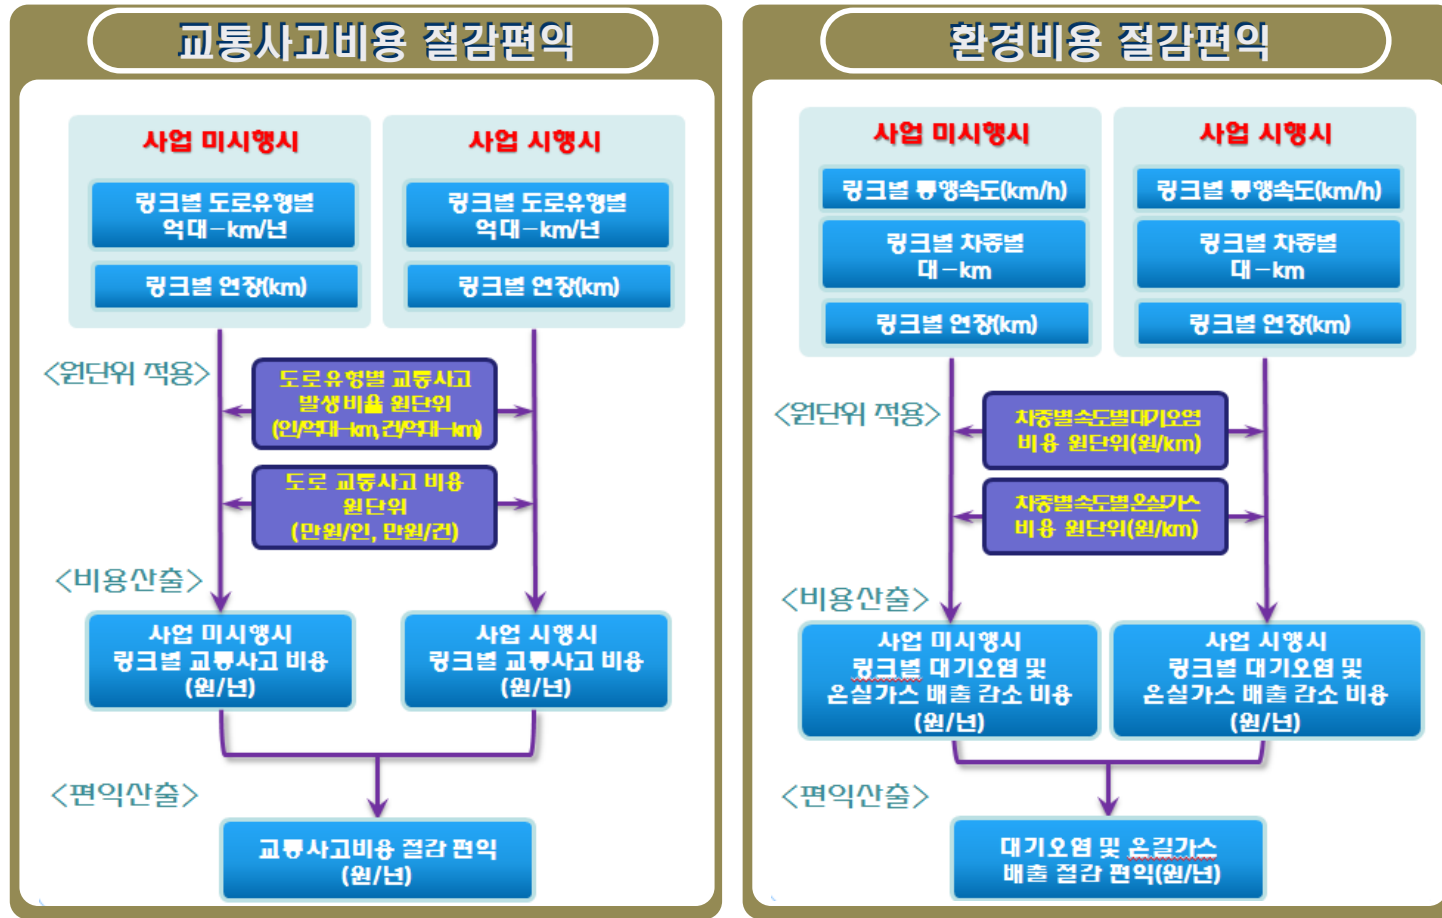 교통사고비용 절감편익
사업 미시행시
사업 시행시
링크별 도로유형별
억대-km/년
링크별 연장(km)
링크별 도로유형별
억대-km/년
링크별 연장(km)
<원단위 적용>
도로유형별 교통사고
발생비율 원단위
(인/억대-km, 건/억대-km)
도로 교통사고 비용
원단위
(만원/인, 만원/건)
<비용산출>
사업 미시행시
링크별 교통사고 비용
(원/년)
사업 시행시
링크별 교통사고 비용
(원/년)
<편익산출>
교통사고비용 절감 편익
(원/년)
환경비용 절감편익
사업 미시행시
사업 시행시
링크별 통행속도(km/h)
링크별 차종별
대-km
링크별 연장(km)
링크별 통행속도(km/h)
링크별 차종별
대-km
링크별 연장(km)
<원단위 적용>
차종별속도별대기오염
비용 원단위(원/km)
차종별속도별온실가스
비용 원단위(원/km)
<비용산출>
사업 미시행시
링크별 대기오염 및
온실가스 배출 감소 비용
(원/년)
사업 시행시
링크별 대기오염 및
온실가스 배출 감소 비용
(원/년)
<편익산출>
대기오염 및 온길가스
배출 절감 편익(원/년)